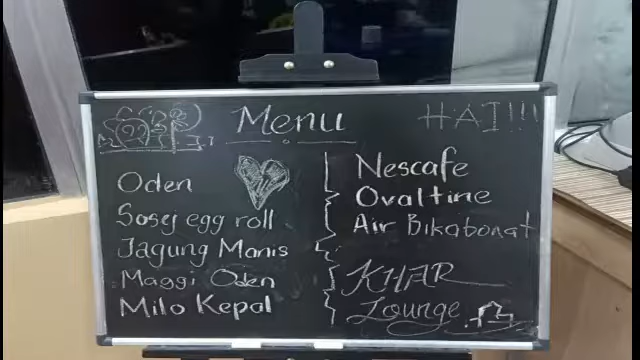 Menu
HAI!!!
Oden
Sosej egg roll
Jagung Manis
Maggi Oden
Milo Kepal
Nescafe
Ovaltine
Air Bikabonat
KHAR
Lounge